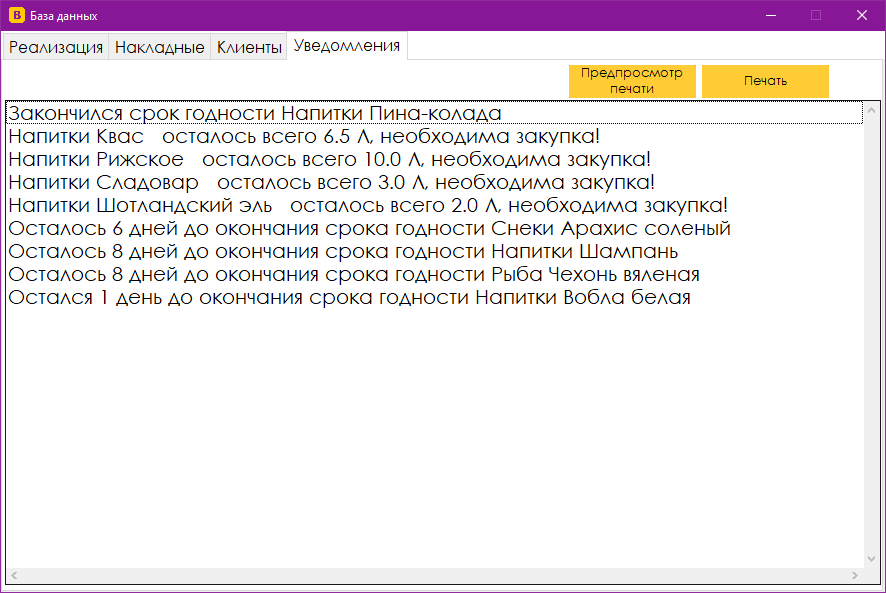 В База данных
Реализация Накладные Клиенты Уведомления
Предпросмотр
печати
Печать
Закончился срок годности Напитки Пина-колада
Напитки Квас осталось всего 6.5 Л, необходима закупка!
Напитки Рижское осталось всего 10.0 Л, необходима закупка!
Напитки Сладовар осталось всего 3.0 Л, необходима закупка!
Напитки Шотландский эль осталось всего 2.0 Л, необходима закупка!
Осталось 6 дней до окончания срока годности Снеки Арахис соленый
Осталось 8 дней до окончания срока годности Напитки Шампань
Осталось 8 дней до окончания срока годности Рыба Чехонь вяленая
Остался 1 день до окончания срока годности Напитки Вобла белая